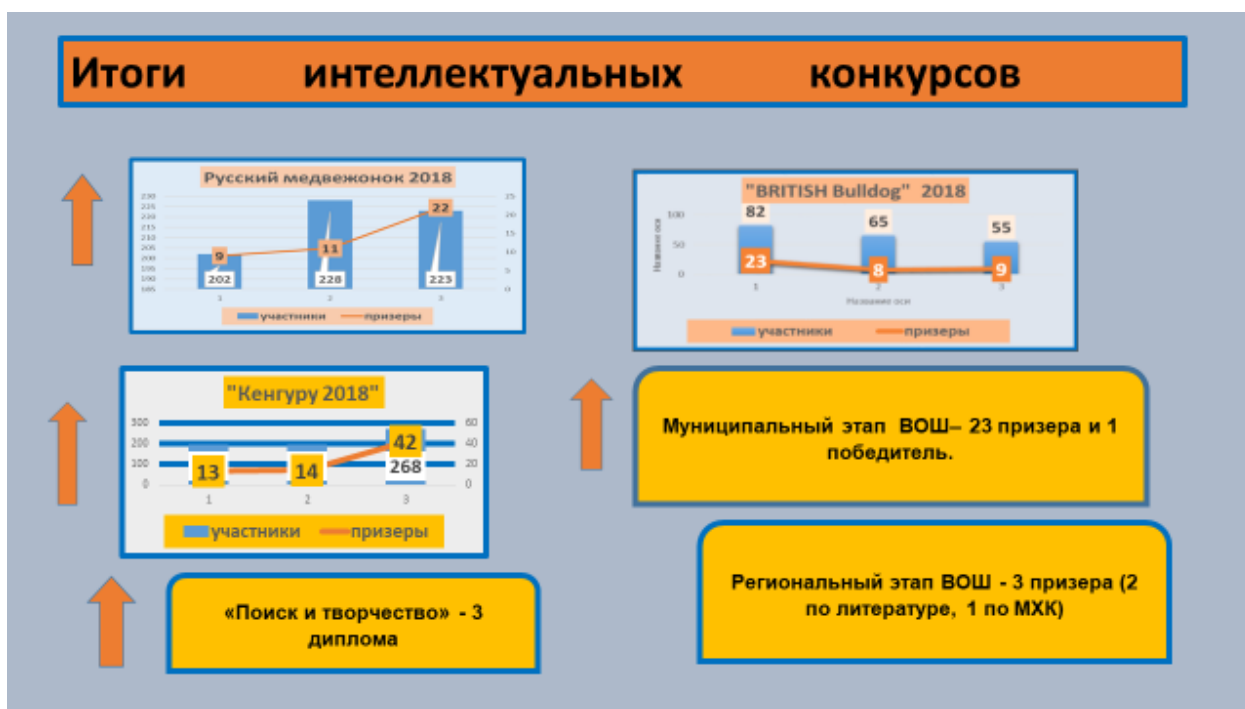 Итоги интеллектуальных конкурсов
Русский медвежонок 2018
230
225
220
215
210
205
200
195
190
185
25
20
15
10
5
0
9
11
22
202
228
223
1 2 3
участники призеры
"BRITISH Bulldog" 2018
Название оси
100
50
0
82
65
55
23
8
9
1 2 3
Название оси
участники призеры
"Кенгуру 2018"
300
200
100
0
60
40
20
0
13
14
42
268
1 2 3
участники призеры
Муниципальный этап ВОШ– 23 призера и 1
победитель.
«Поиск и творчество» - 3
диплома
Региональный этап ВОШ - 3 призера (2
по литературе, 1 по МХК)